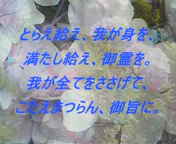 とらえ給え、我が身を。
満たし給え、御霊を。
我が全てをささげて、
こたえまつらん、御旨に。